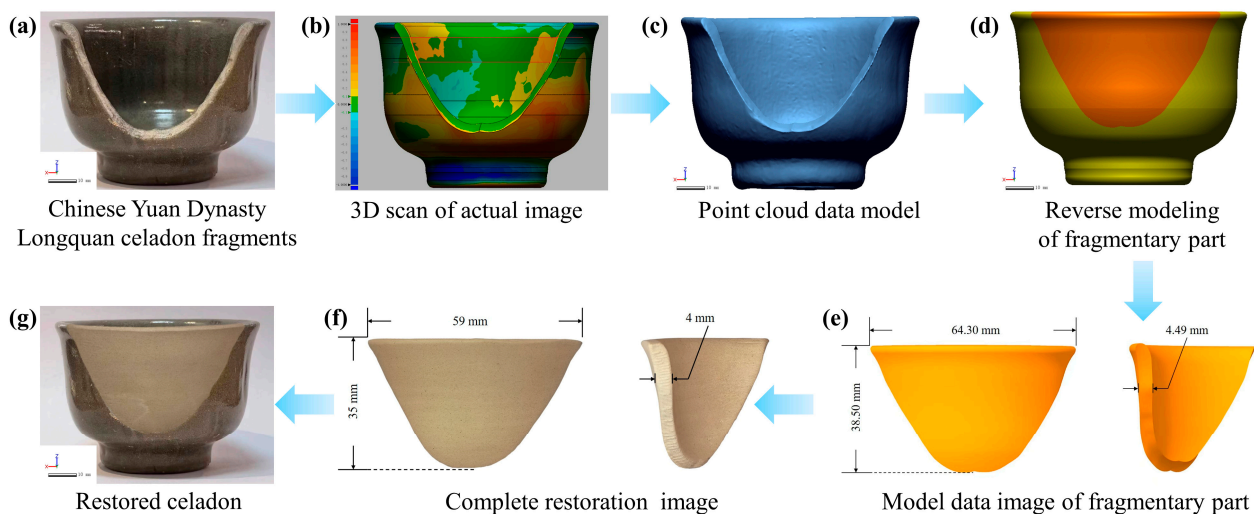 (a)
(b)
(c)
(d)
Chinese Yuan Dynasty
Longquan celadon fragments
3D scan of actual image
Point cloud data model
Reverse modeling
of fragmentary part
(g)
(f)
59 mm
4 mm
35 mm
(e)
64.30 mm
4.49 mm
38.50 mm
Restored celadon
Complete restoration image
Model data image of fragmentary part